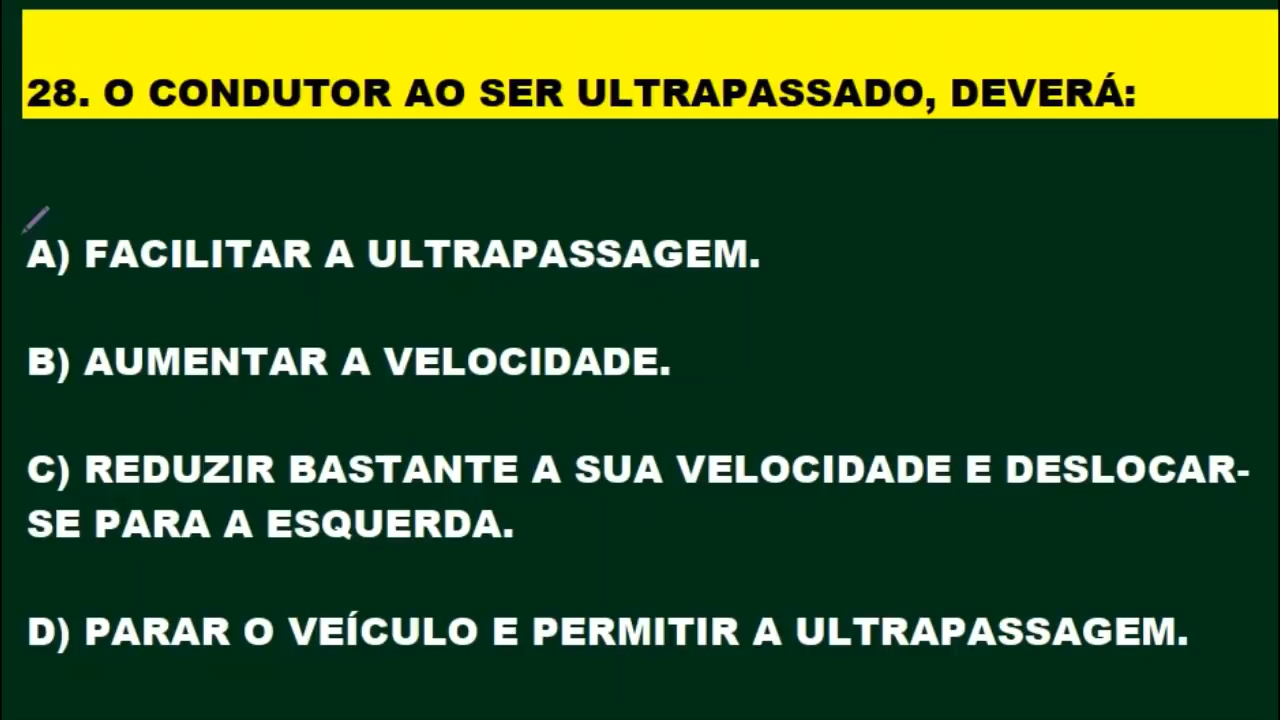 28. O CONDUTOR AO SER ULTRAPASSADO, DEVERÁ:
A) FACILITAR A ULTRAPASSAGEM.
B) AUMENTAR A VELOCIDADE.
C) REDUZIR BASTANTE A SUA VELOCIDADE E DESLOCAR-
SE PARA A ESQUERDA.
D) PARAR O VEÍCULO E PERMITIR A ULTRAPASSAGEM.